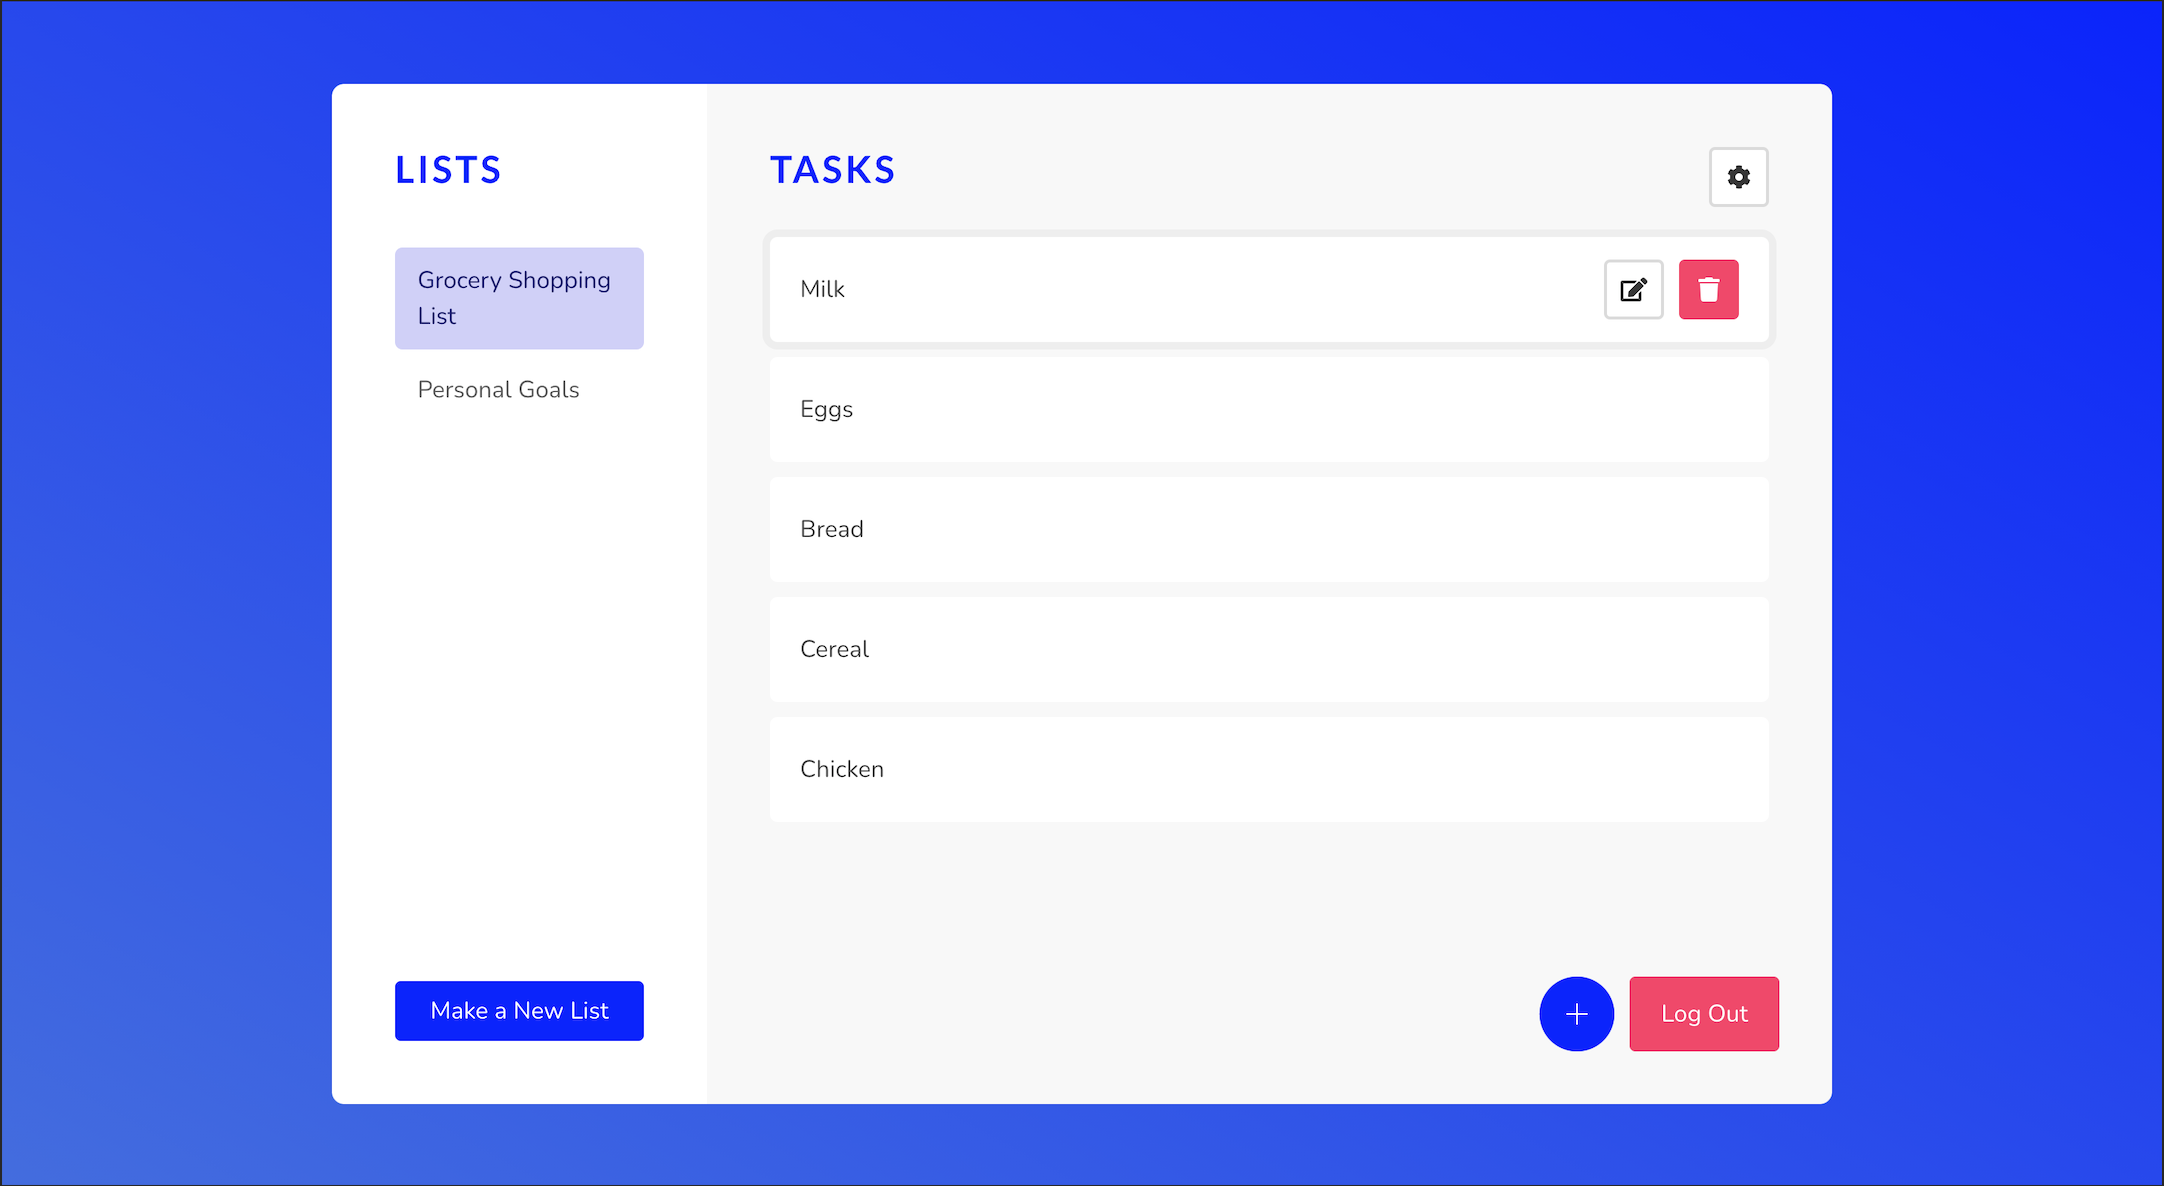 LISTS
Grocery Shopping
List
Personal Goals
Make a New List
TASKS
Milk
Eggs
Bread
Cereal
Chicken
Log Out